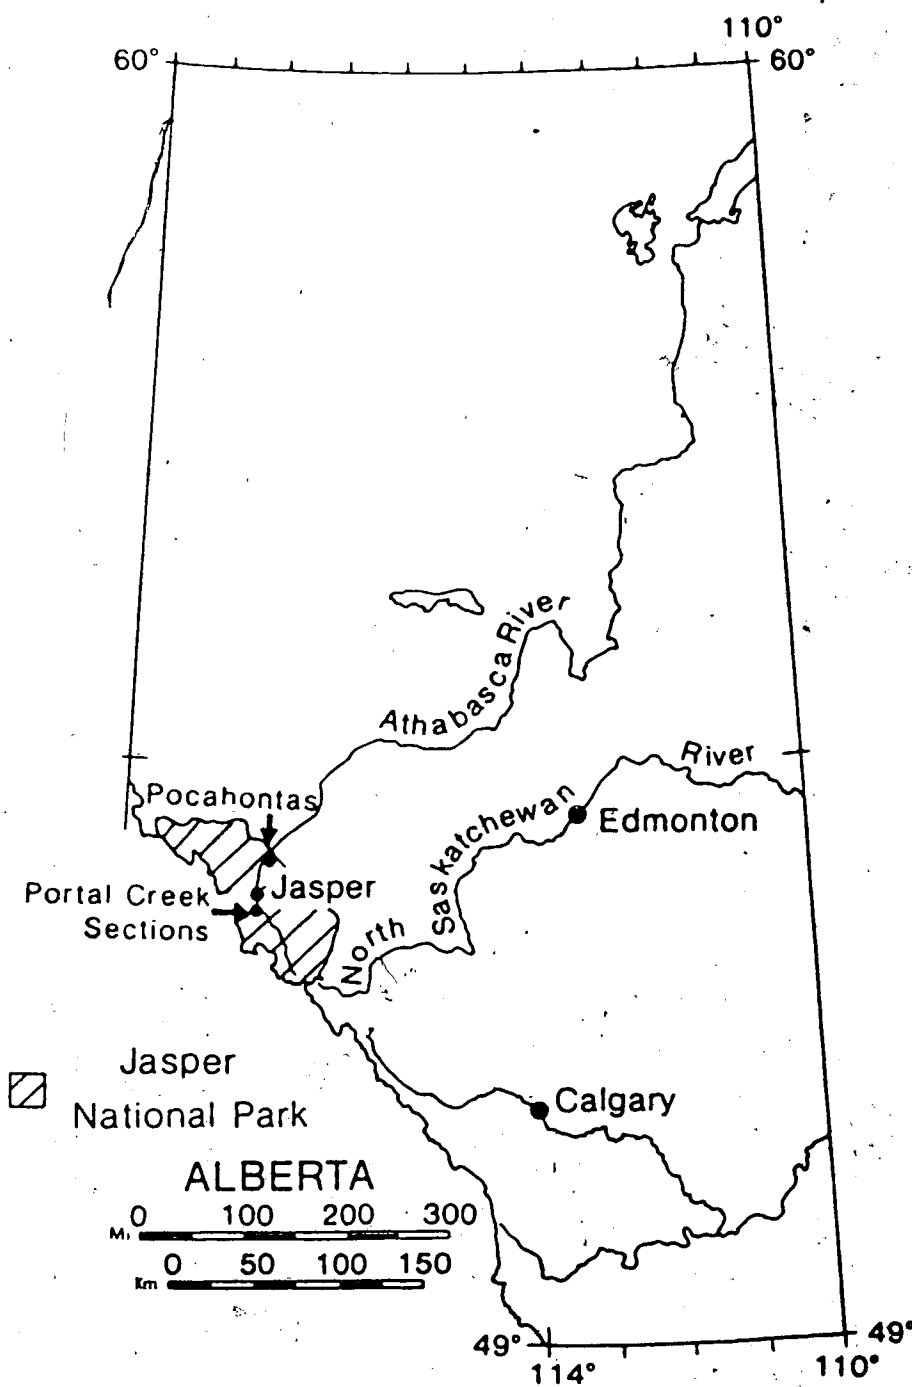 110°
60°
60°
Athabasca River
River
Pocahontas
Saskatchewan
Edmonton
Jasper
Portal Creek
Sections
North
Jasper
National Park
Calgary
ALBERTA
0 100 200 300
Mi
0 50 100 150
Km
49°
49°
114°
110°